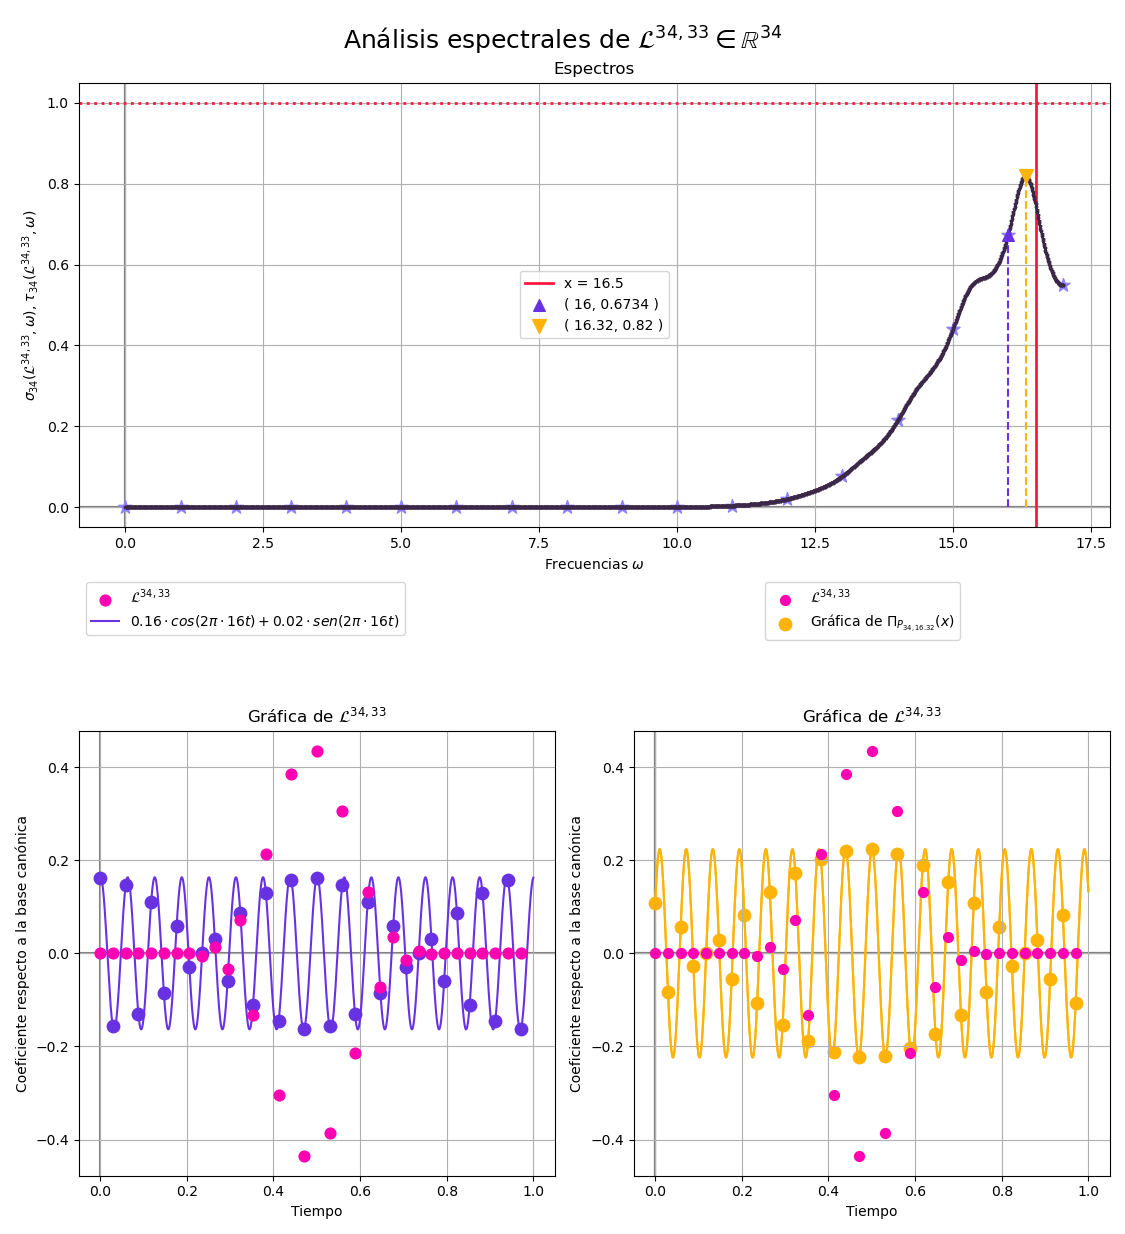 Análisis espectrales de 𝓛^{34,33} ∈ ℝ^{34}
Espectros
σ_{34}(𝓛^{34,33}, ω), τ_{34}(𝓛^{34,33}, ω)
1.0
0.8
0.6
0.4
0.2
0.0
x = 16.5
( 16, 0.6734 )
( 16.32, 0.82 )
0.0 2.5 5.0 7.5 10.0 12.5 15.0 17.5
Frecuencias ω
𝓛^{34,33}
0.16 · cos(2π · 16t) + 0.02 · sen(2π · 16t)
𝓛^{34,33}
Gráfica de Π_{P_{34,16.32}}(x)
Gráfica de 𝓛^{34,33}
Coeficiente respecto a la base canónica
0.4
0.2
0.0
−0.2
−0.4
0.0 0.2 0.4 0.6 0.8 1.0
Tiempo
Gráfica de 𝓛^{34,33}
Coeficiente respecto a la base canónica
0.4
0.2
0.0
−0.2
−0.4
0.0 0.2 0.4 0.6 0.8 1.0
Tiempo